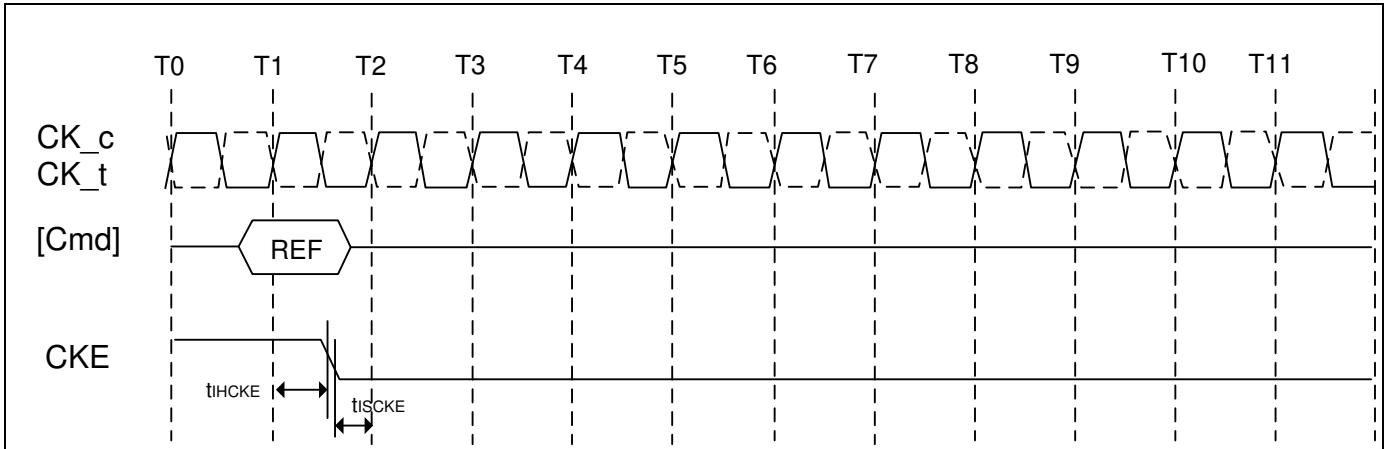 T0 T1 T2 T3 T4 T5 T6 T7 T8 T9 T10 T11
CK_c
CK_t
[Cmd] REF
CKE
tIHCKE
tISCKE